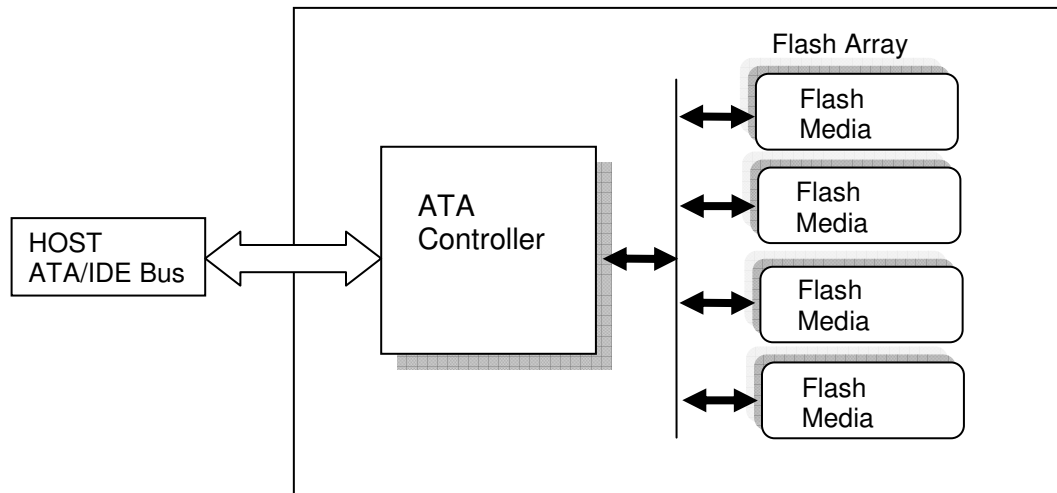 Flash Array
Flash
Media
Flash
Media
Flash
Media
Flash
Media
ATA
Controller
HOST
ATA/IDE Bus